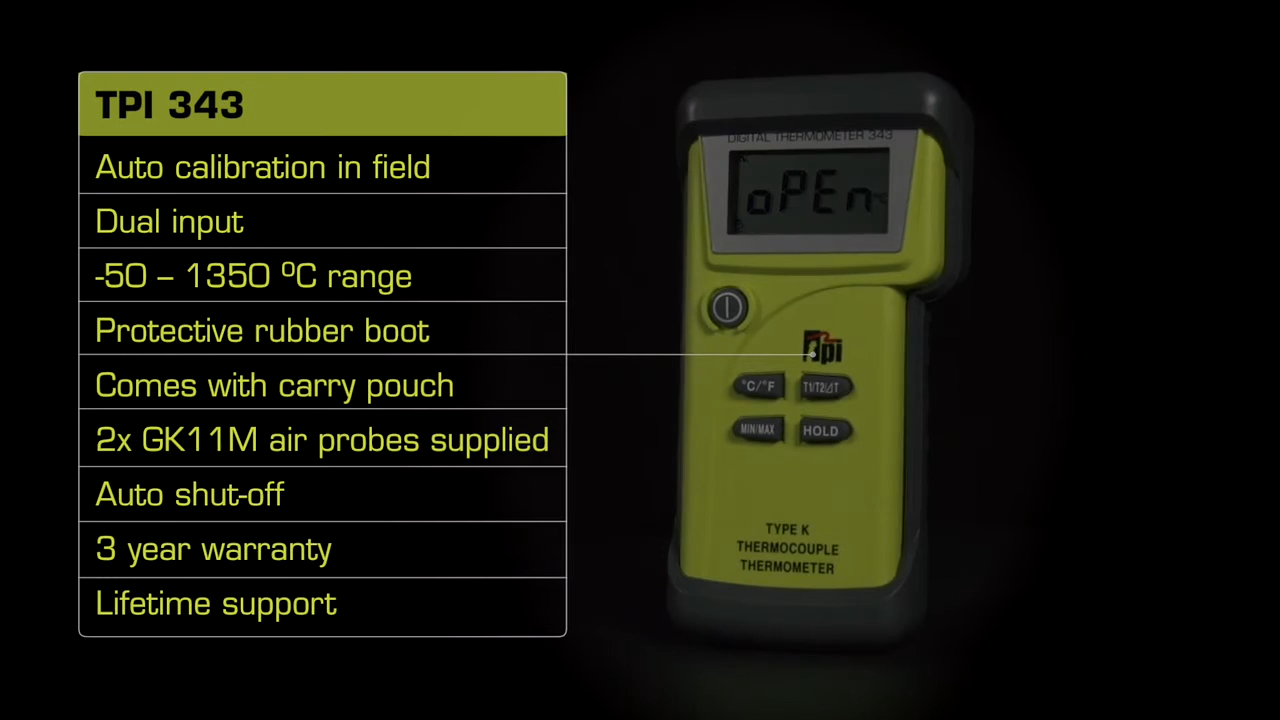 TPI 343
Auto calibration in field
Dual input
-50 – 1350 ºC range
Protective rubber boot
Comes with carry pouch
2x GK11M air probes supplied
Auto shut-off
3 year warranty
Lifetime support
DIGITAL THERMOMETER 343
oPEn
°C
tpi
°C/°F
T1/T2/⊿T
MIN/MAX
HOLD
TYPE K
THERMOCOUPLE
THERMOMETER